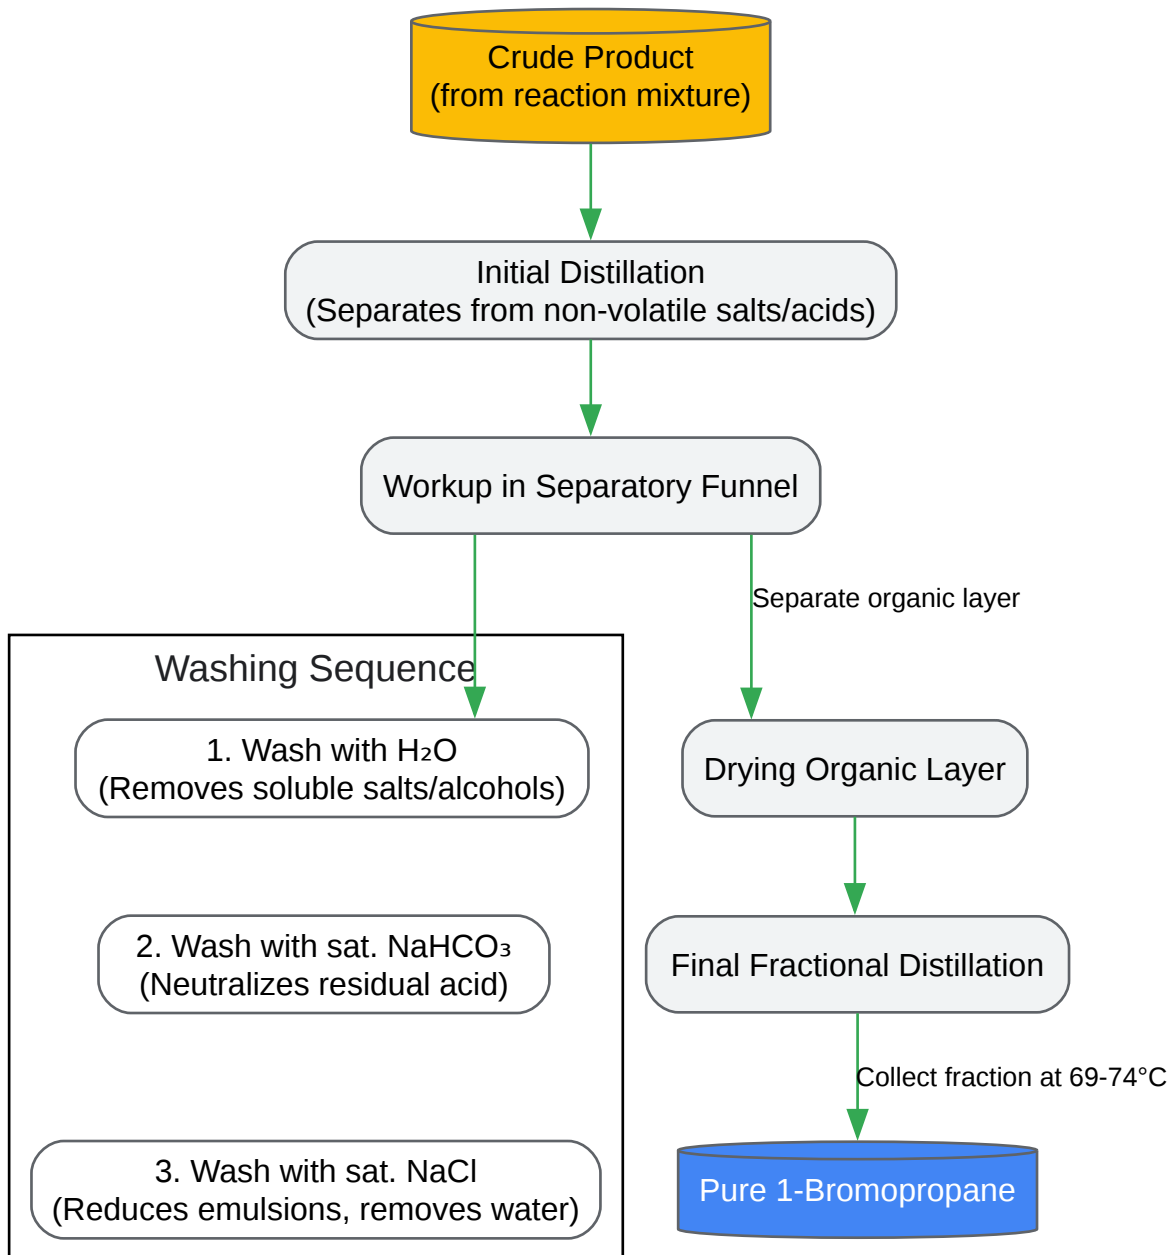 Crude Product
(from reaction mixture)
Initial Distillation
(Separates from non-volatile salts/acids)
Workup in Separatory Funnel
Separate organic layer
Washing Sequence
1. Wash with H₂O
(Removes soluble salts/alcohols)
2. Wash with sat. NaHCO₃
(Neutralizes residual acid)
3. Wash with sat. NaCl
(Reduces emulsions, removes water)
Drying Organic Layer
Final Fractional Distillation
Collect fraction at 69-74°C
Pure 1-Bromopropane